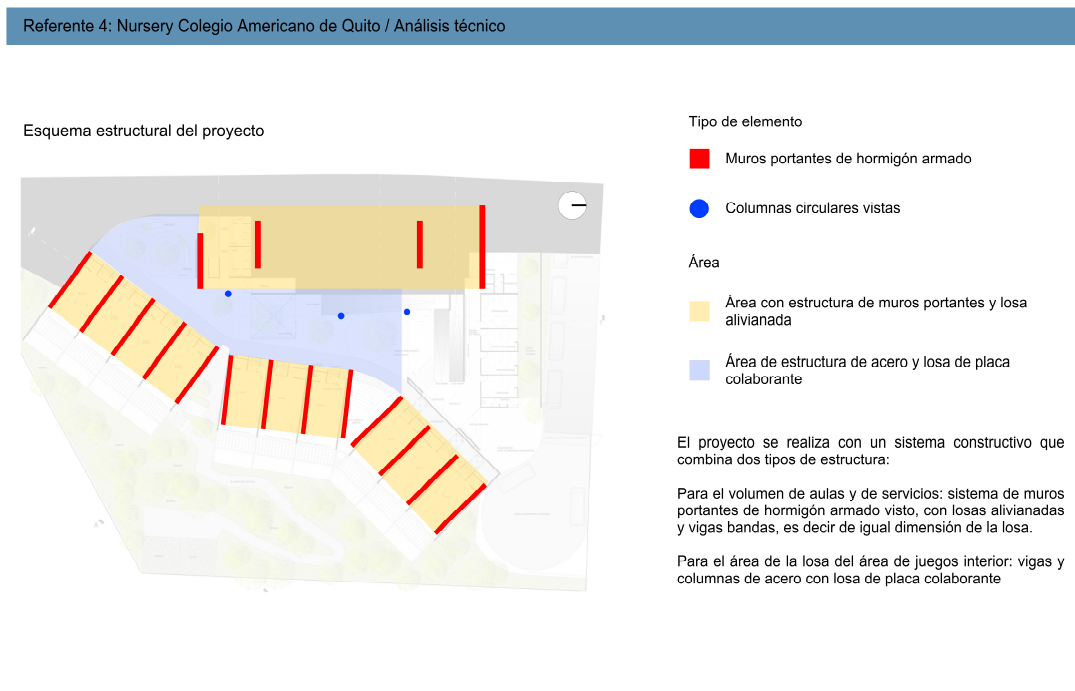 Referente 4: Nursery Colegio Americano de Quito / Análisis técnico
Esquema estructural del proyecto
Tipo de elemento
Muros portantes de hormigón armado
Columnas circulares vistas
Área
Área con estructura de muros portantes y losa
alivianada
Área de estructura de acero y losa de placa
colaborante
El proyecto se realiza con un sistema constructivo que
combina dos tipos de estructura:
Para el volumen de aulas y de servicios: sistema de muros
portantes de hormigón armado visto, con losas alivianadas
y vigas bandas, es decir de igual dimensión de la losa.
Para el área de la losa del área de juegos interior: vigas y
columnas de acero con losa de placa colaborante